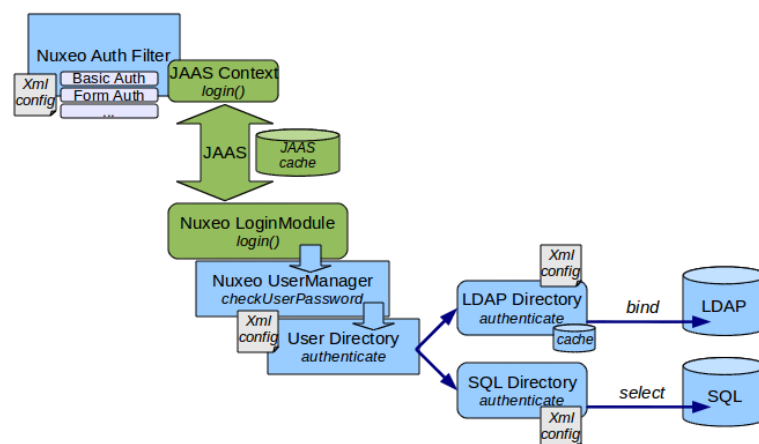 Nuxeo Auth Filter
Xml
config
Basic Auth
Form Auth
...
JAAS Context
login()
JAAS
JAAS
cache
Nuxeo LoginModule
login()
Nuxeo UserManager
checkUserPassword
Xml
config
User Directory
authenticate
Xml
config
LDAP Directory
authenticate
cache
bind
LDAP
SQL Directory
authenticate
Xml
config
select
SQL